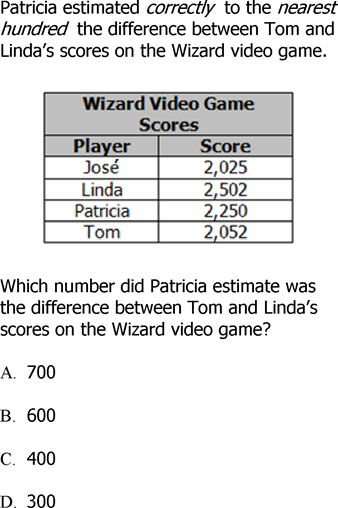 Patricia estimated correctly to the nearest
hundred the difference between Tom and
Linda’s scores on the Wizard video game.
Wizard Video Game
Scores
Player Score
José 2,025
Linda 2,502
Patricia 2,250
Tom 2,052
Which number did Patricia estimate was
the difference between Tom and Linda’s
scores on the Wizard video game?
A. 700
B. 600
C. 400
D. 300